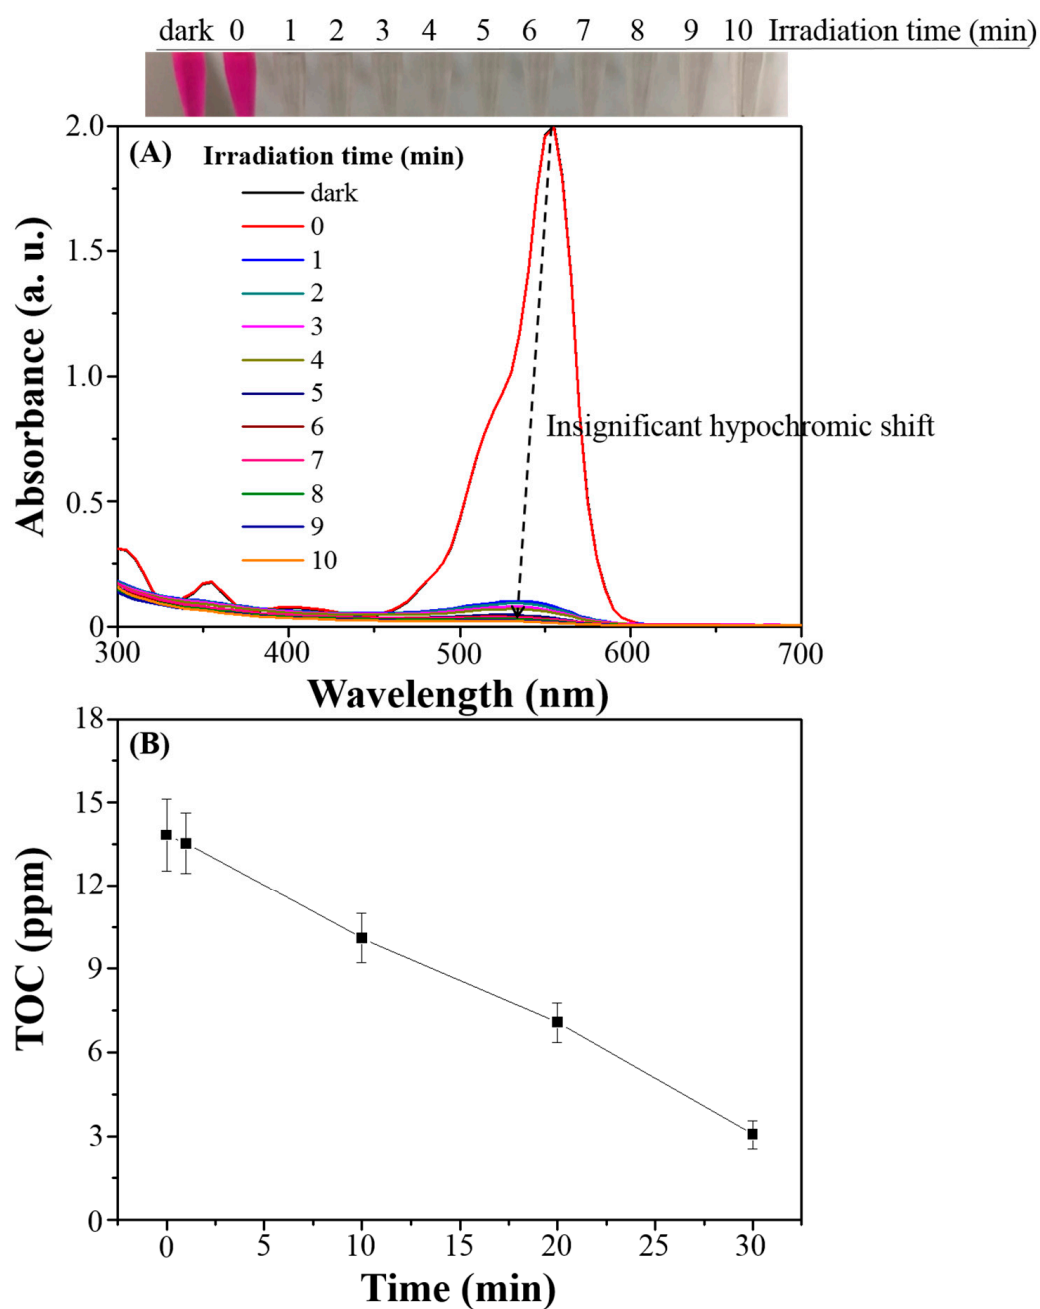 dark 0 1 2 3 4 5 6 7 8 9 10 Irradiation time (min)
(A) Irradiation time (min)
dark
0
1
2
3
4
5
6
7
8
9
10
Insignificant hypochromic shift
2.0
1.5
1.0
0.5
0
Absorbance (a. u.)
300 400 500 600 700
Wavelength (nm)
(B)
18
15
12
9
6
3
0
TOC (ppm)
0 5 10 15 20 25 30
Time (min)